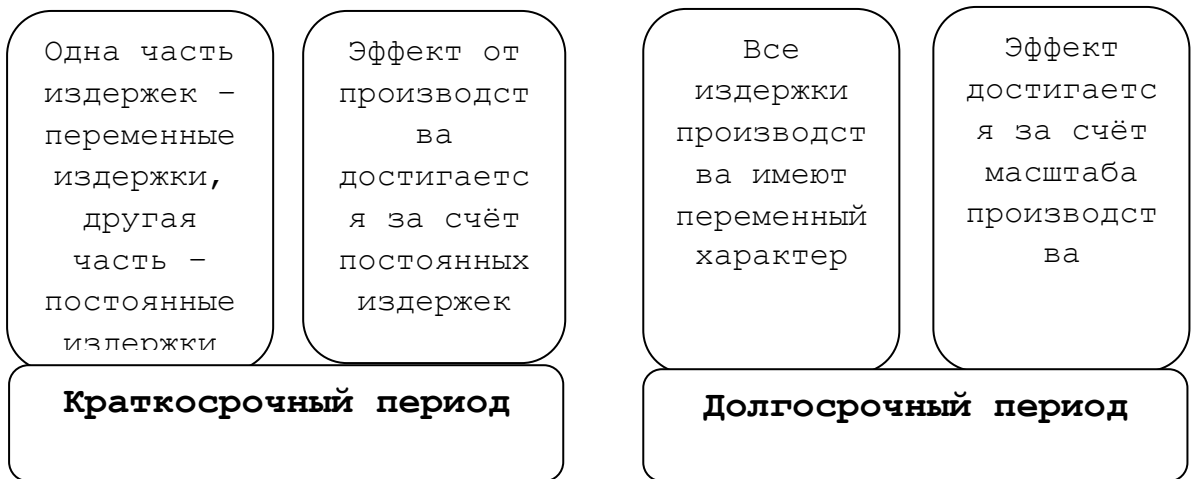 Одна часть
издержек –
переменные
издержки,
другая
часть –
постоянные
издержки
Эффект от
производст
ва
достигаетс
я за счёт
постоянных
издержек
Краткосрочный период
Все
издержки
производст
ва имеют
переменный
характер
Эффект
достигаетс
я за счёт
масштаба
производст
ва
Долгосрочный период